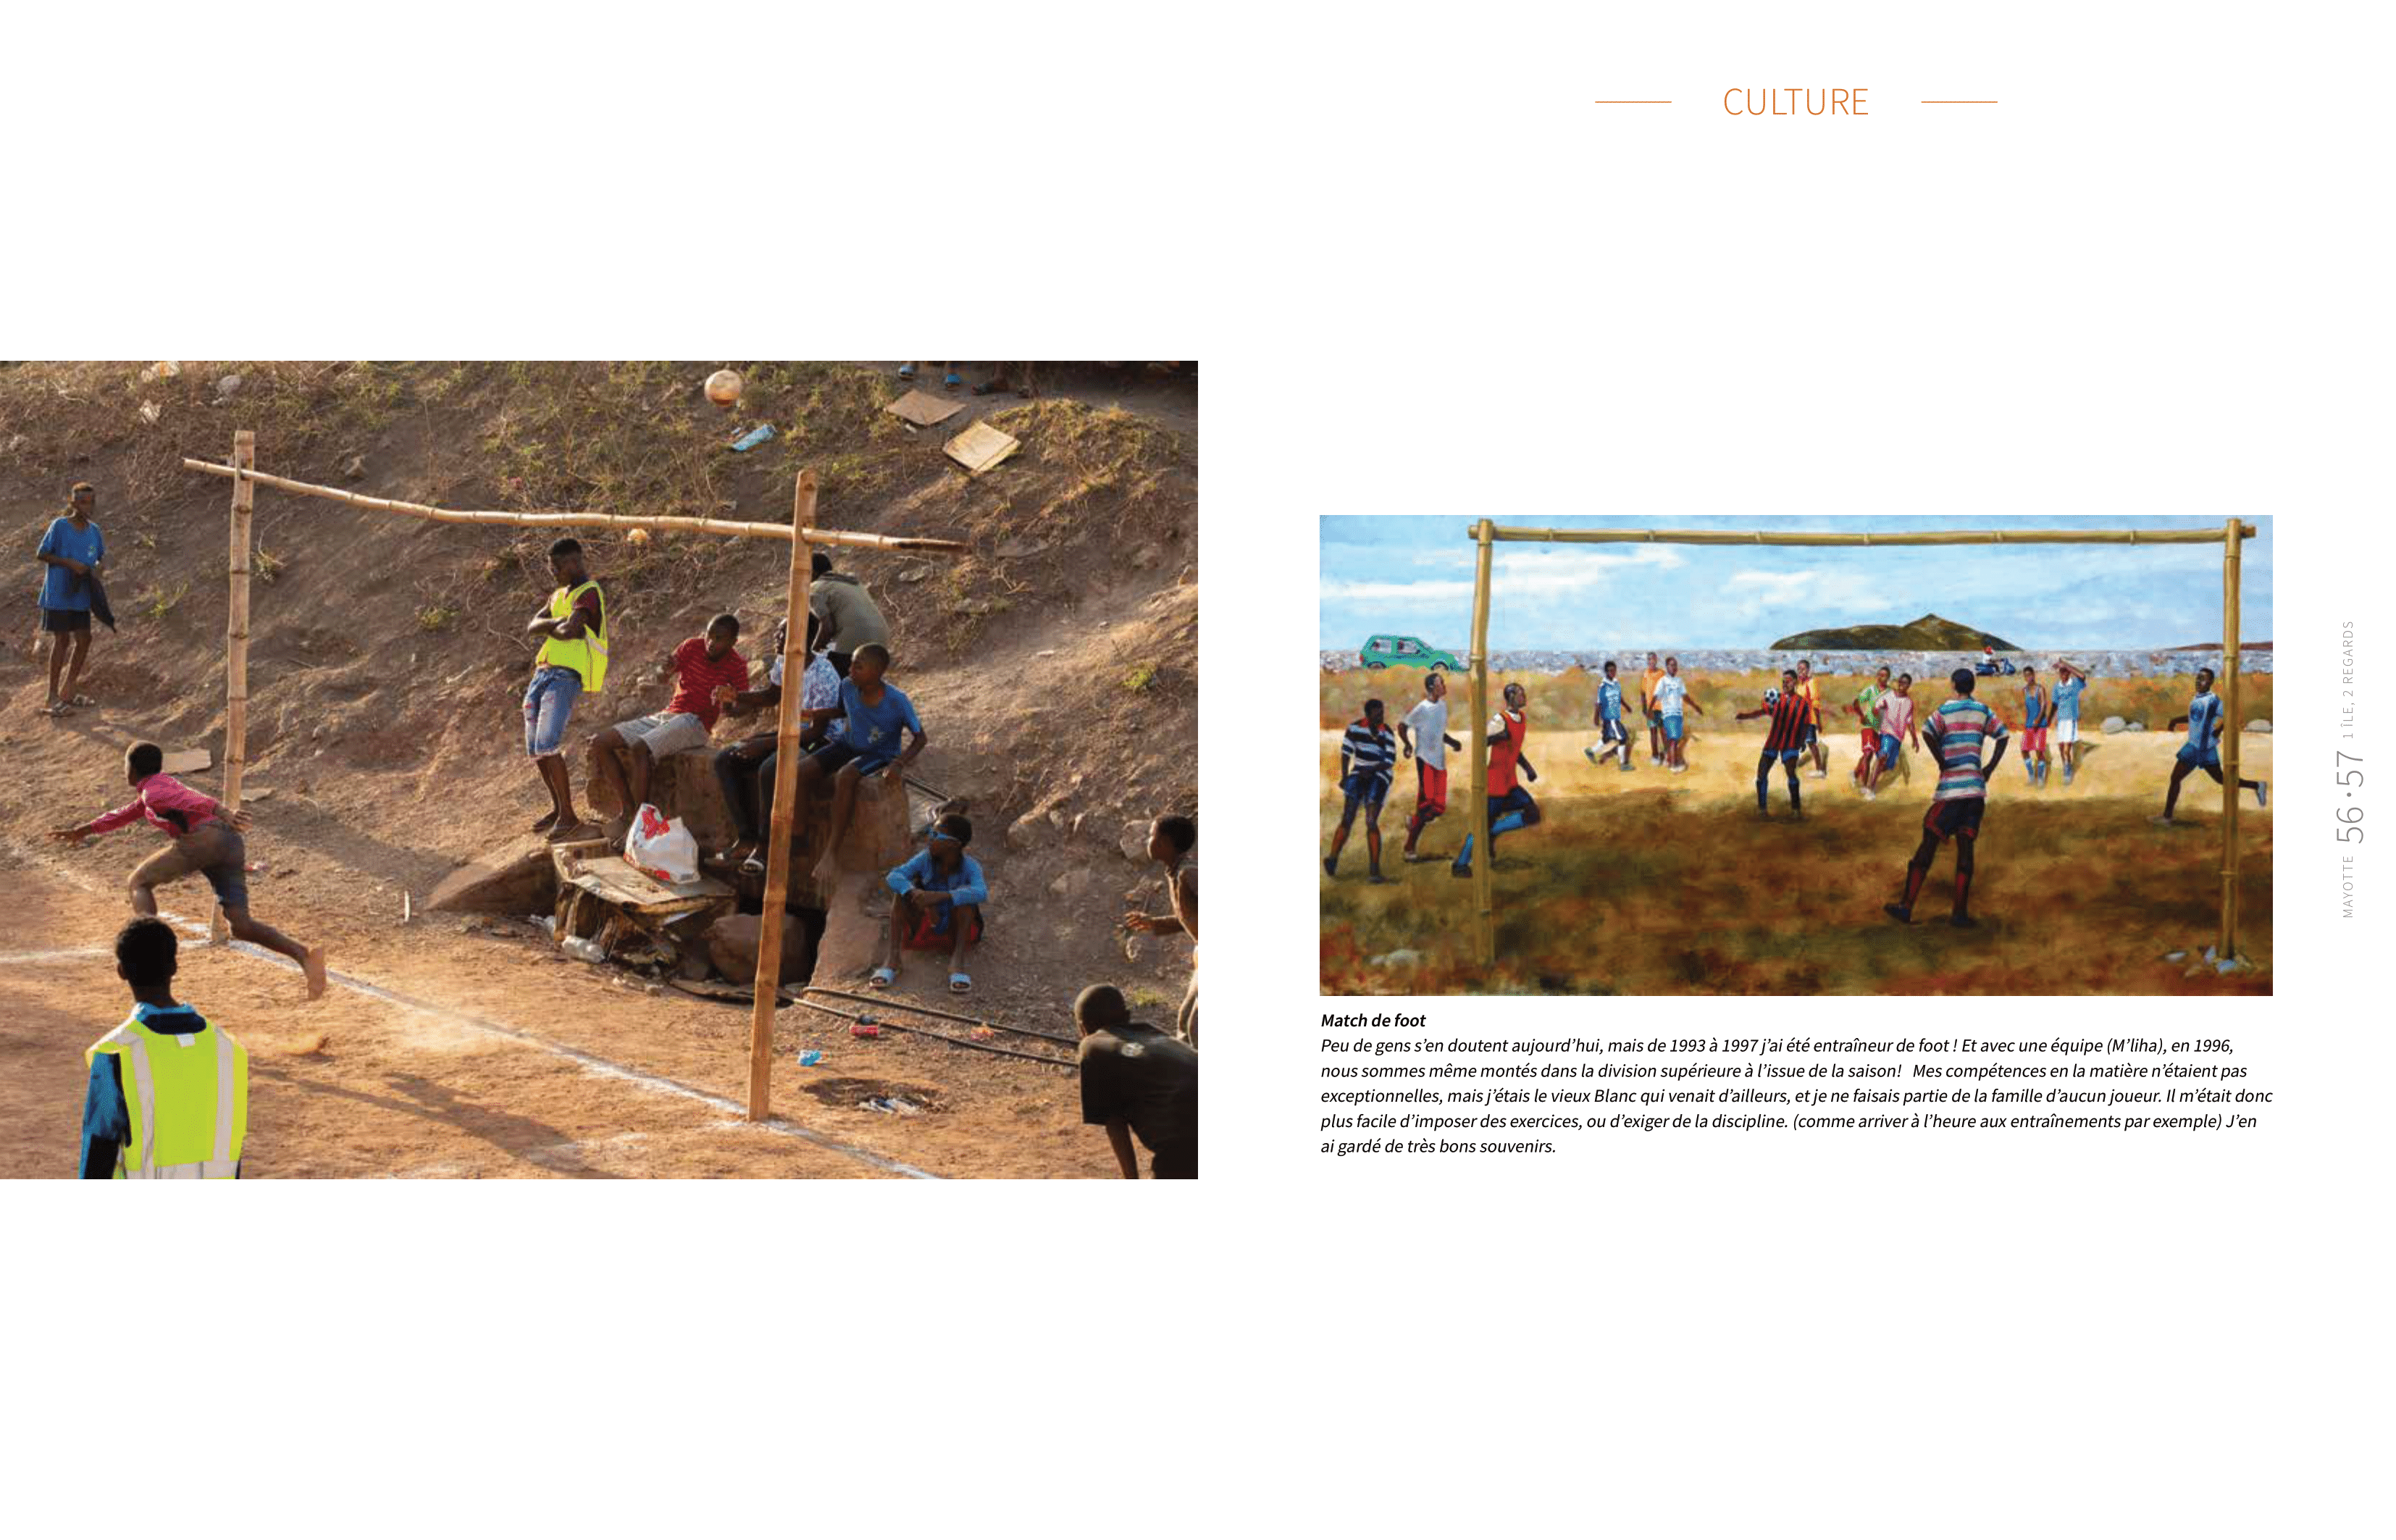 CULTURE
Match de foot
Peu de gens s’en doutent aujourd’hui, mais de 1993 à 1997 j’ai été entraîneur de foot ! Et avec une équipe (M’liha), en 1996,
nous sommes même montés dans la division supérieure à l’issue de la saison!   Mes compétences en la matière n’étaient pas
exceptionnelles, mais j’étais le vieux Blanc qui venait d’ailleurs, et je ne faisais partie de la famille d’aucun joueur. Il m’était donc
plus facile d’imposer des exercices, ou d’exiger de la discipline. (comme arriver à l’heure aux entraînements par exemple) J’en
ai gardé de très bons souvenirs.
MAYOTTE 56•57 1 ÎLE, 2 REGARDS